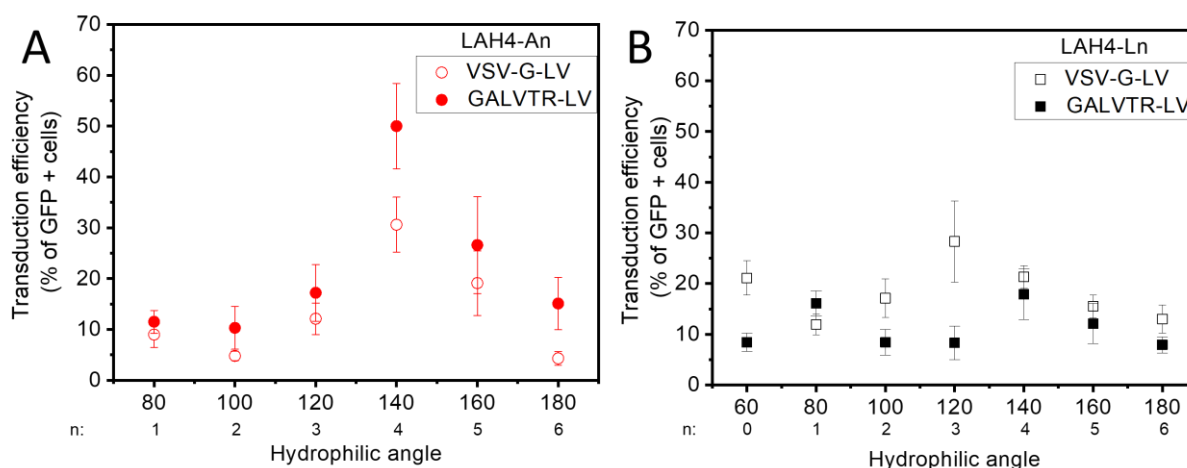 A
LAH4-An
VSV-G-LV
GALVTR-LV
Transduction efficiency
(% of GFP + cells)
70
60
50
40
30
20
10
0
80 100 120 140 160 180
n: 1 2 3 4 5 6
Hydrophilic angle
B
LAH4-Ln
VSV-G-LV
GALVTR-LV
Transduction efficiency
(% of GFP + cells)
70
60
50
40
30
20
10
0
60 80 100 120 140 160 180
n: 0 1 2 3 4 5 6
Hydrophilic angle